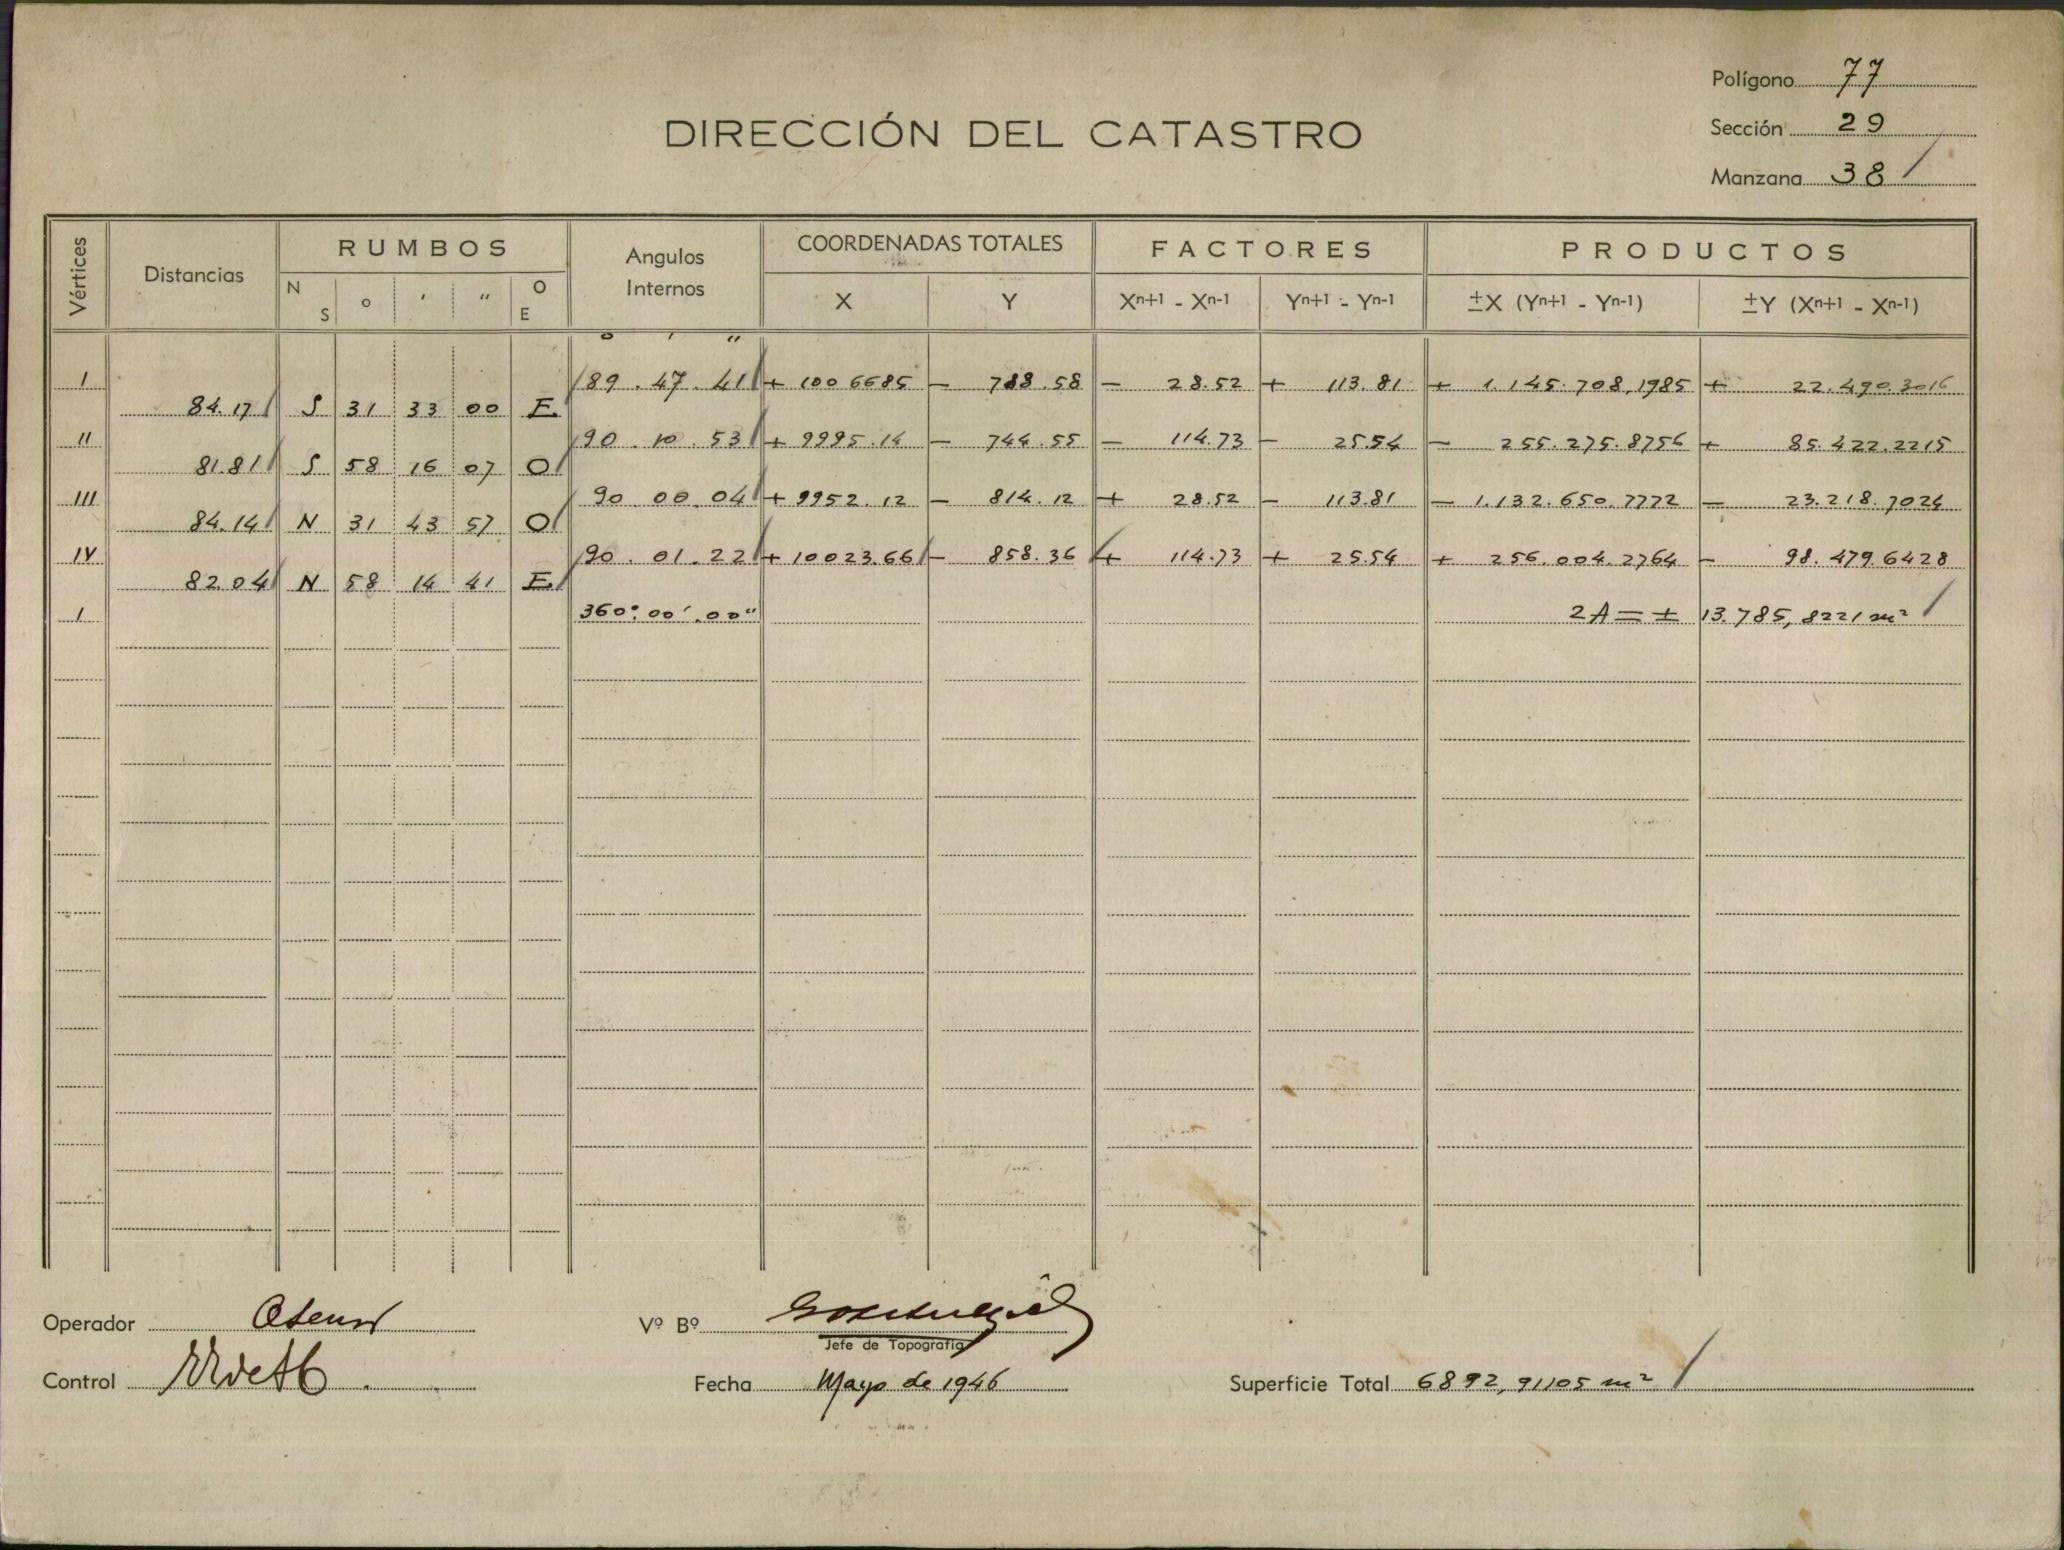 Polígono 77
Sección 29
Manzana 38
DIRECCIÓN DEL CATASTRO
Vértices Distancias RUMBOS Angulos Internos COORDENADAS TOTALES FACTORES PRODUCTOS
N S o ' " O E X Y Xn+1 - Xn-1 Yn+1 - Yn-1 ±X (Yn+1 - Yn-1) ±Y (Xn+1 - Xn-1)
o ' "
I 89 . 47 . 41 + 100 6685 - 788.58 - 28.52 + 113.81 + 1.145.708,1985 + 22.490.3016
84.17 S 31 33 00 E
II 90 . 10 . 53 + 9995.14 - 744.55 - 114.73 - 25.54 - 255.275.8756 + 85.422.2215
81.81 S 58 16 07 O
III 90 00 04 + 9952.12 - 814.12 + 28.52 - 113.81 - 1.132.650.7772 - 23.218.7024
84.14 N 31 43 57 O
IV 90 . 01 . 22 + 10023.66 - 858.36 + 114.73 + 25.54 + 256.004.2764 - 98.479.6428
82.04 N 58 14 41 E
I 360°.00'.00" 2A = ± 13.785,8221 m²
Operador Vº Bº
Jefe de Topografía
Control Fecha Mayo de 1946 Superficie Total 6892,91105 m²